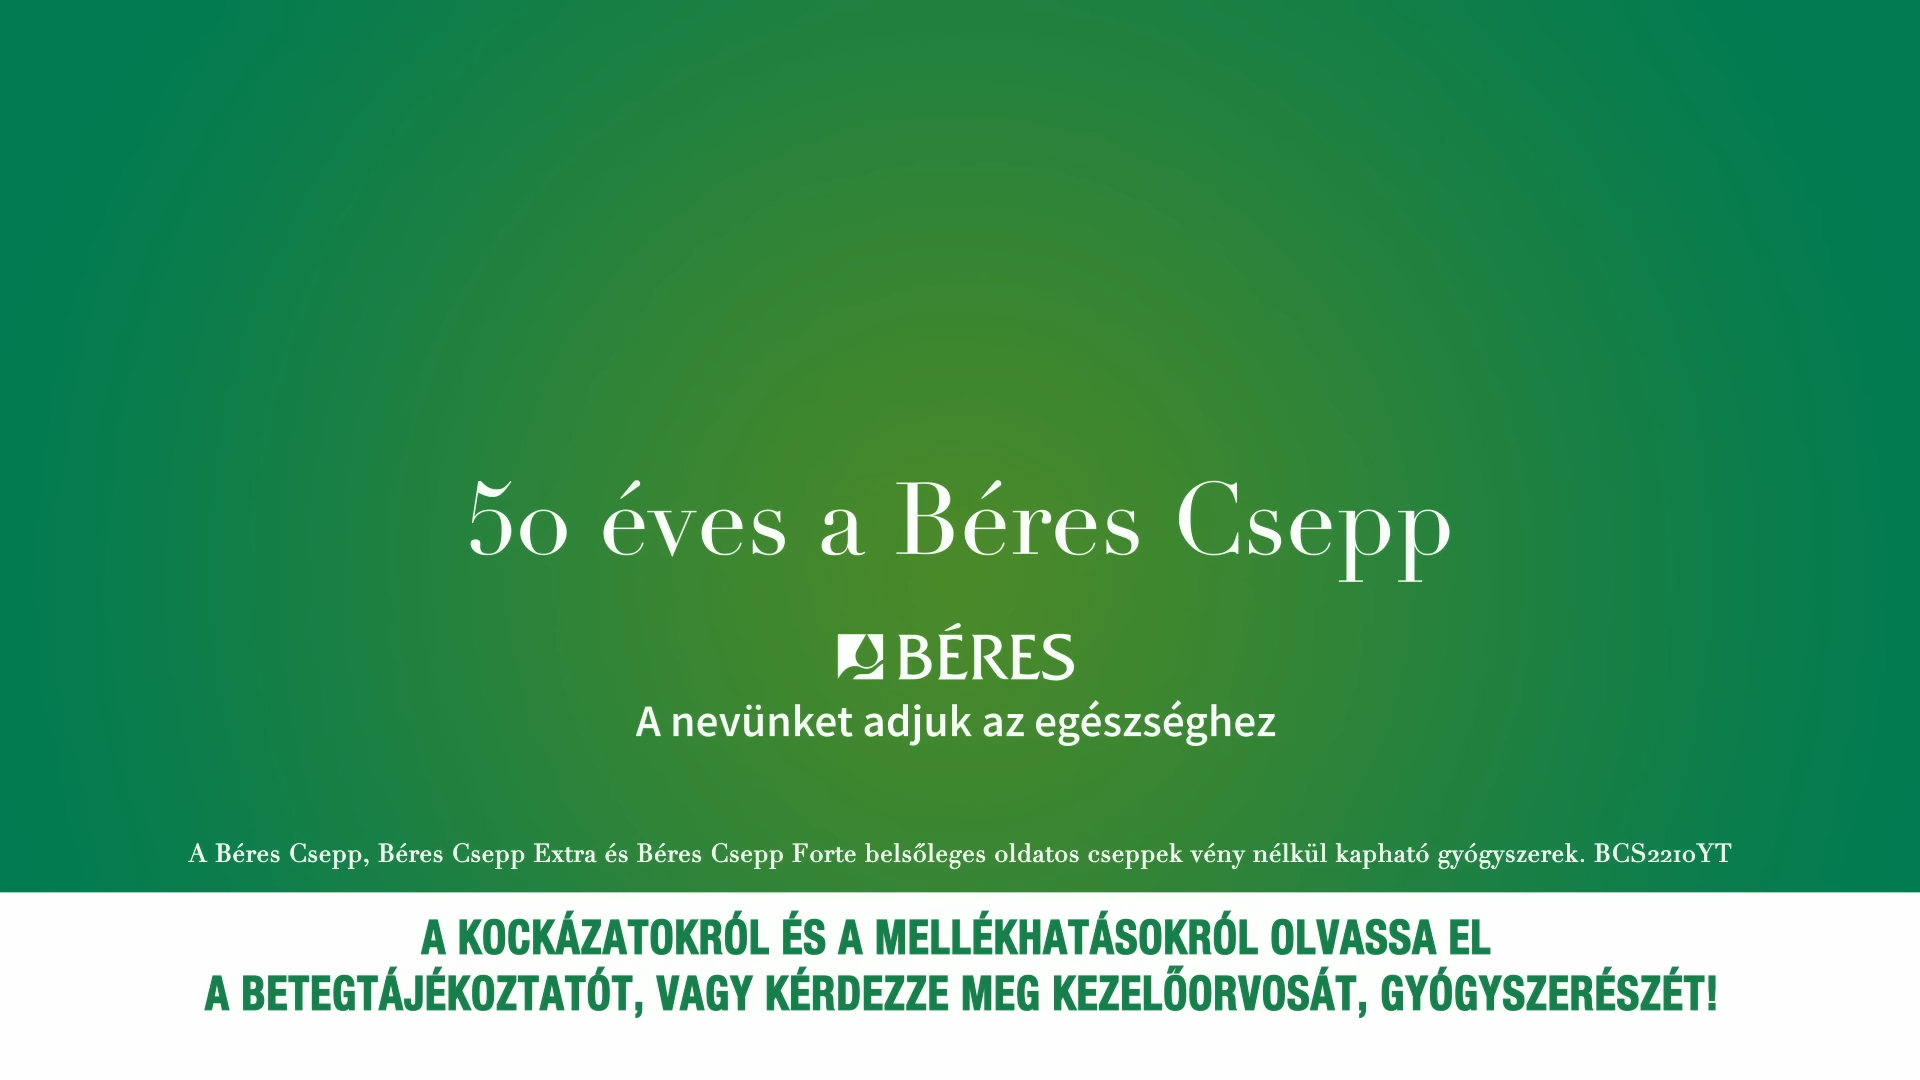 50 éves a Béres Csepp
BÉRES
A nevünket adjuk az egészséghez
A Béres Csepp, Béres Csepp Extra és Béres Csepp Forte belsőleges oldatos cseppek vény nélkül kapható gyógyszerek. BCS2210YT
A KOCKÁZATOKRÓL ÉS A MELLÉKHATÁSOKRÓL OLVASSA EL
A BETEGTÁJÉKOZTATÓT, VAGY KÉRDEZZE MEG KEZELŐORVOSÁT, GYÓGYSZERÉSZÉT!